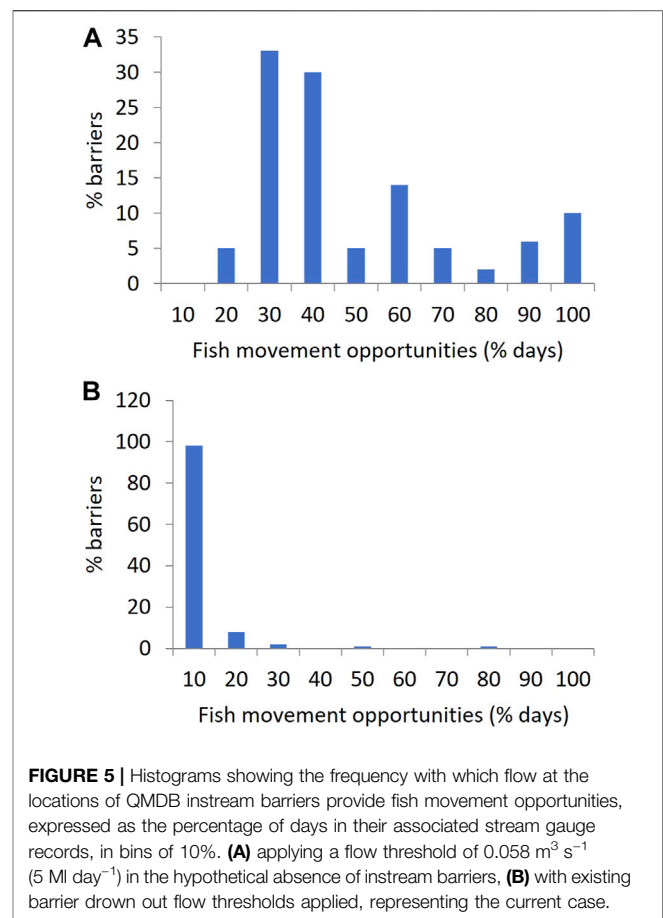 A
35
30
25
20
15
10
5
0
% barriers
10 20 30 40 50 60 70 80 90 100
Fish movement opportunities (% days)
B
120
100
80
60
40
20
0
% barriers
10 20 30 40 50 60 70 80 90 100
Fish movement opportunities (% days)
FIGURE 5 | Histograms showing the frequency with which flow at the
locations of QMDB instream barriers provide fish movement opportunities,
expressed as the percentage of days in their associated stream gauge
records, in bins of 10%. (A) applying a flow threshold of 0.058 m³ s⁻¹
(5 Ml day⁻¹) in the hypothetical absence of instream barriers, (B) with existing
barrier drown out flow thresholds applied, representing the current case.